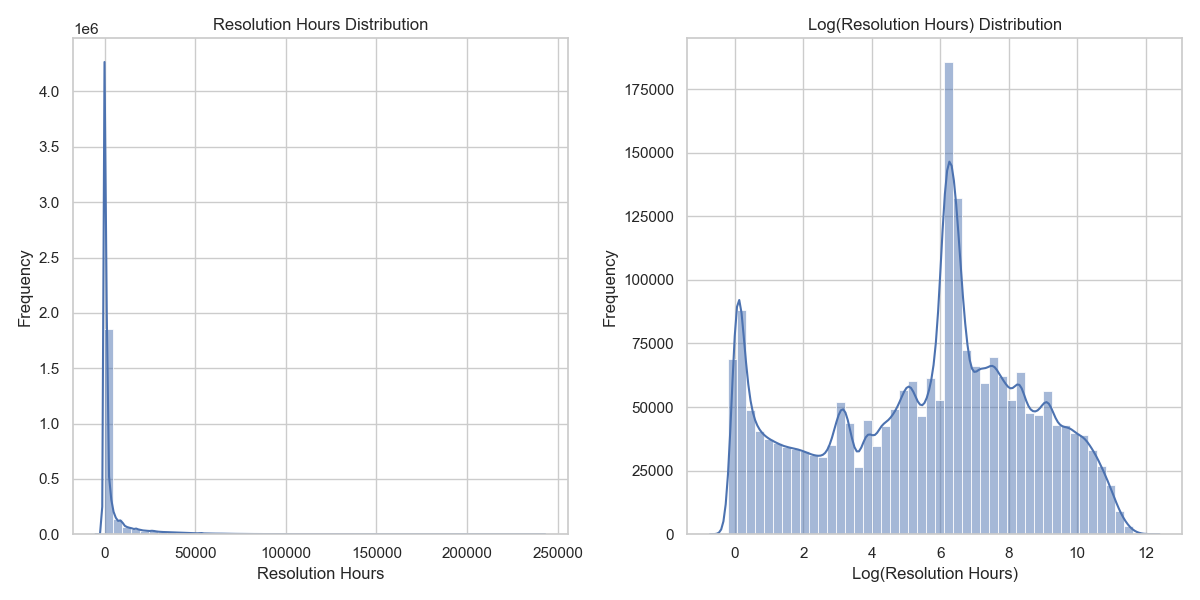 Resolution Hours Distribution
1e6
4.0
3.5
3.0
2.5
2.0
1.5
1.0
0.5
0.0
Frequency
0 50000 100000 150000 200000 250000
Resolution Hours
Log(Resolution Hours) Distribution
175000
150000
125000
100000
75000
50000
25000
0
Frequency
0 2 4 6 8 10 12
Log(Resolution Hours)